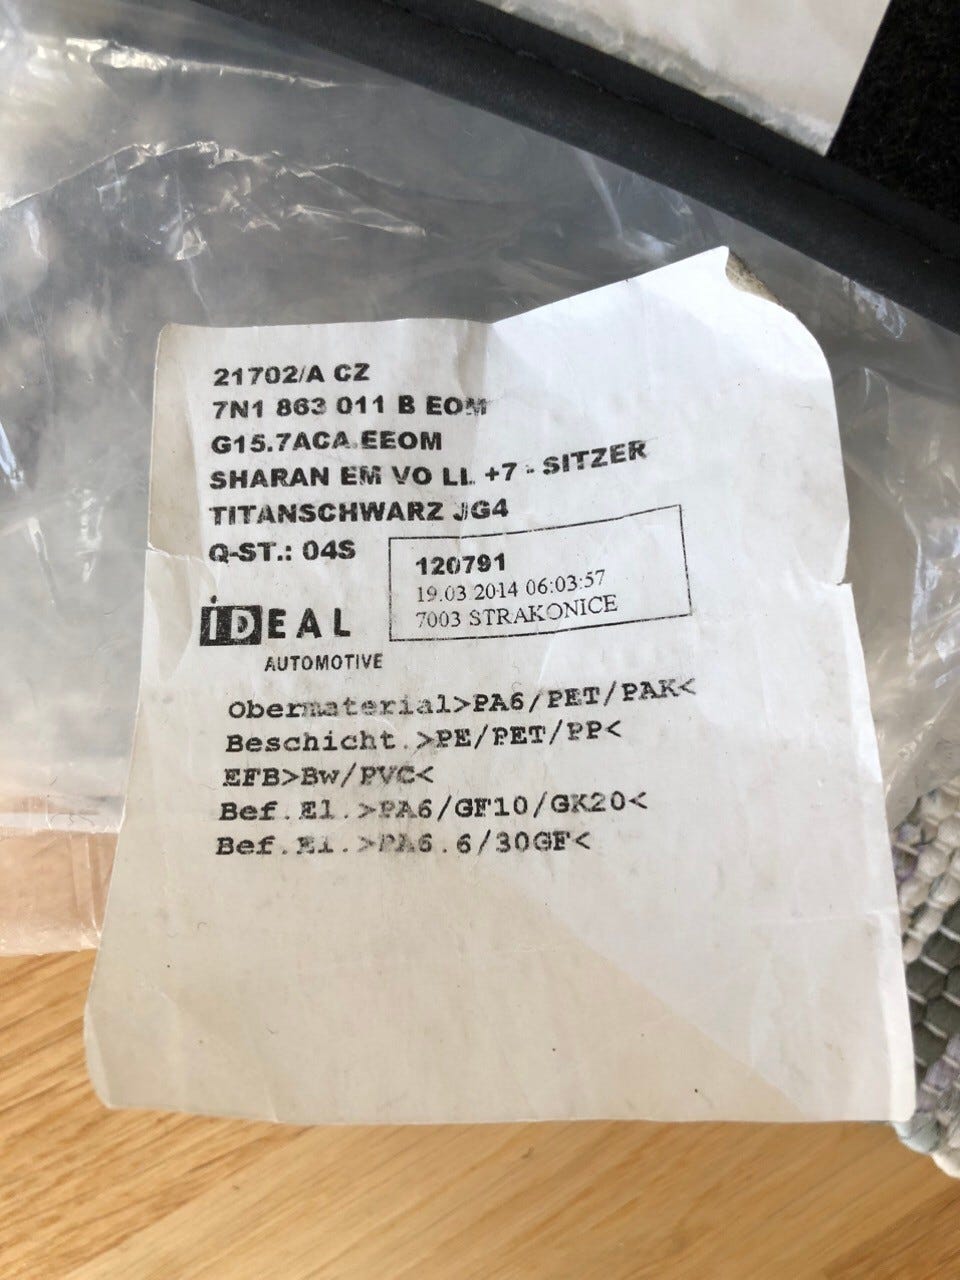 21702/A CZ
7N1 863 011 B EOM
G15.7ACA.EEOM
SHARAN EM VO LL +7 - SITZER
TITANSCHWARZ JG4
Q-ST.: 04S
120791
19.03 2014 06:03:57
7003 STRAKONICE
iDEAL
AUTOMOTIVE
Obermaterial>PA6/PET/PAK<
Beschicht.>PE/PET/PP<
EFB>Bw/PVC<
Bef.El.>PA6/GF10/GK20<
Bef.El.>PA6.6/30GF<